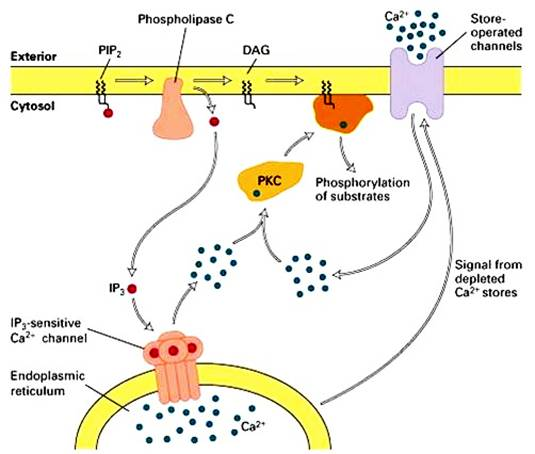 Phospholipase C
Ca²⁺
Store-
operated
channels
PIP₂
DAG
Exterior
Cytosol
PKC
Phosphorylation
of substrates
IP₃
Signal from
depleted
Ca²⁺ stores
IP₃-sensitive
Ca²⁺ channel
Endoplasmic
reticulum
Ca²⁺